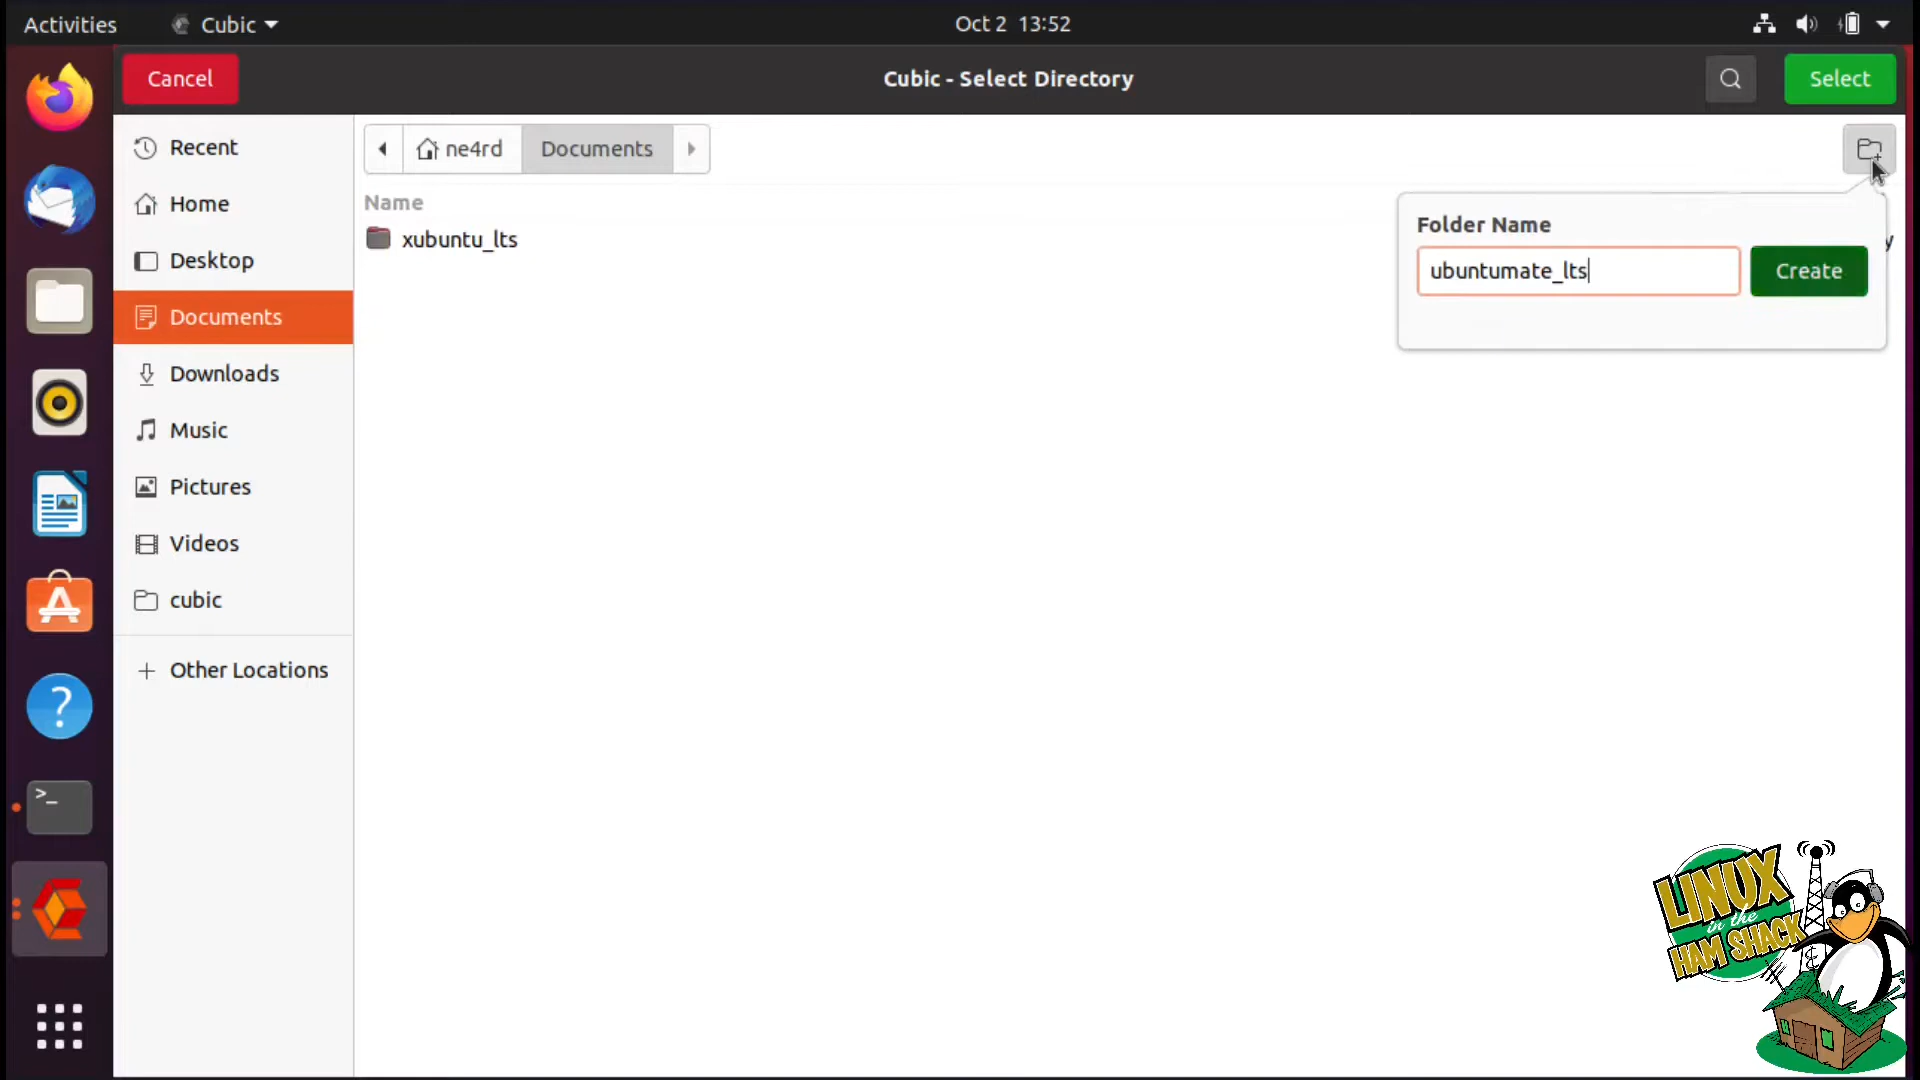 Activities
Cubic
Oct 2 13:52
Cancel
Cubic - Select Directory
Select
Recent
Home
Desktop
Documents
Downloads
Music
Pictures
Videos
cubic
Other Locations
ne4rd
Documents
Name
xubuntu_lts
Folder Name
ubuntumate_lts
Create
y
>_
?
LINUX
in the
HAM SHACK